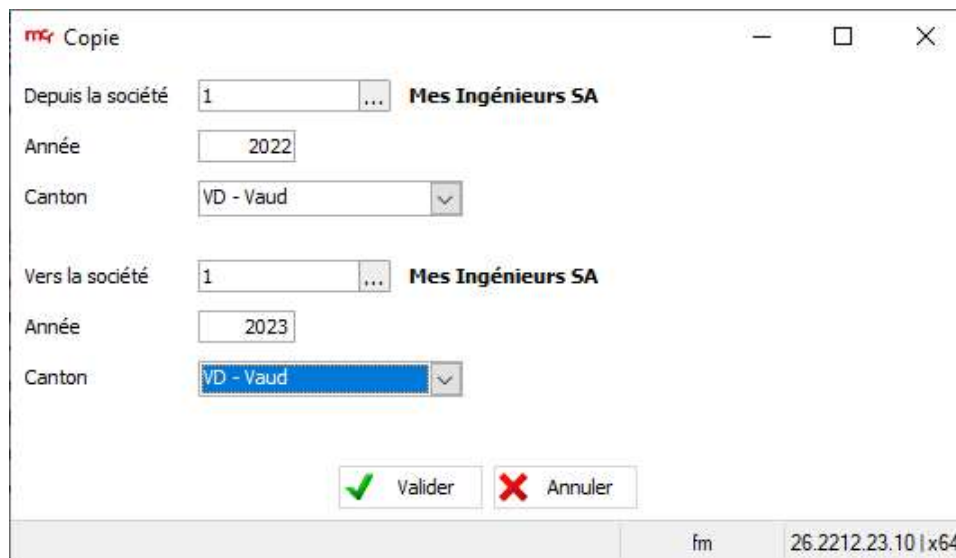 mcr Copie
Depuis la société 1 ... Mes Ingénieurs SA
Année 2022
Canton VD - Vaud
Vers la société 1 ... Mes Ingénieurs SA
Année 2023
Canton VD - Vaud
Valider Annuler
fm 26.2212.23.10 | x64